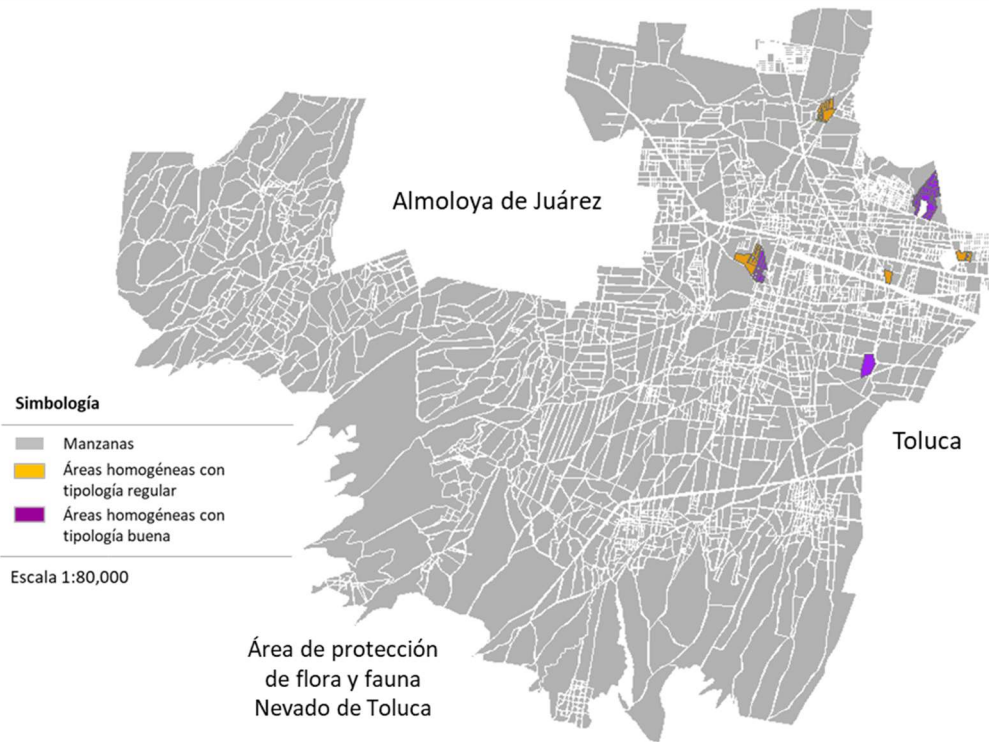 Almoloya de Juárez
Simbología
Manzanas
Áreas homogéneas con
tipología regular
Áreas homogéneas con
tipología buena
Escala 1:80,000
Toluca
Área de protección
de flora y fauna
Nevado de Toluca